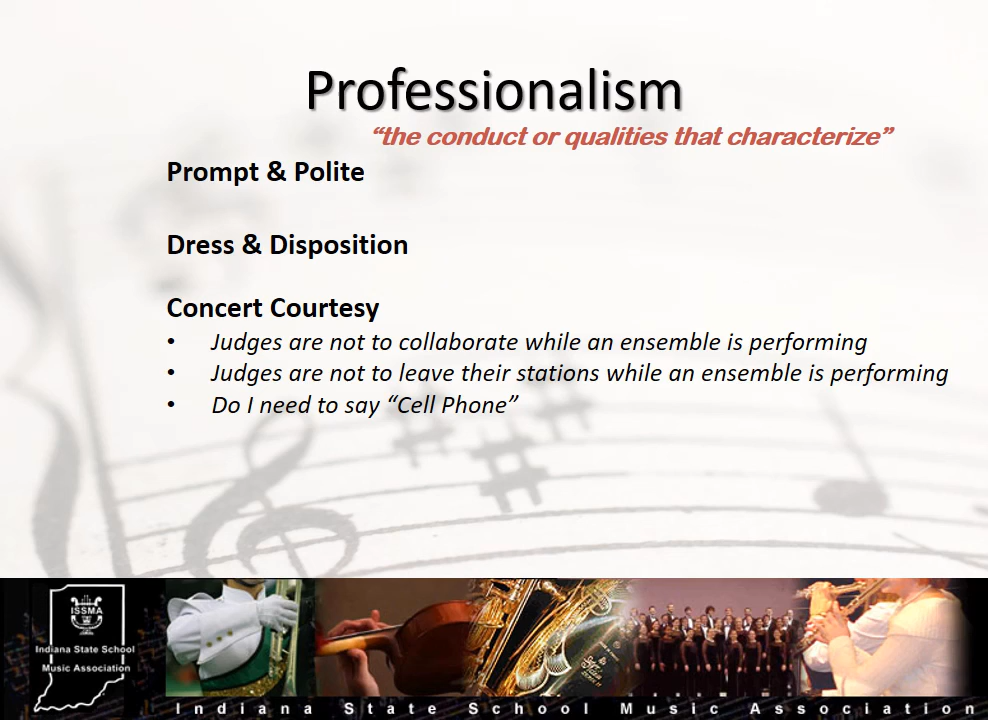 Professionalism
“the conduct or qualities that characterize”
Prompt & Polite
Dress & Disposition
Concert Courtesy
• Judges are not to collaborate while an ensemble is performing
• Judges are not to leave their stations while an ensemble is performing
• Do I need to say “Cell Phone”
ISSMA
Indiana State School
Music Association
Indiana State School Music Association